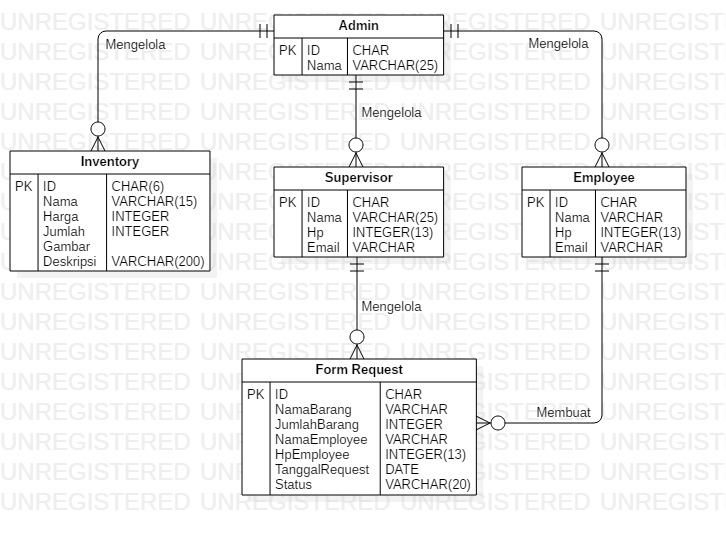 Admin
PK ID CHAR
Nama VARCHAR(25)
Mengelola
Mengelola
Mengelola
Inventory
PK ID CHAR(6)
Nama VARCHAR(15)
Harga INTEGER
Jumlah INTEGER
Gambar
Deskripsi VARCHAR(200)
Supervisor
PK ID CHAR
Nama VARCHAR(25)
Hp INTEGER(13)
Email VARCHAR
Employee
PK ID CHAR
Nama VARCHAR
Hp INTEGER(13)
Email VARCHAR
Mengelola
Membuat
Form Request
PK ID CHAR
NamaBarang VARCHAR
JumlahBarang INTEGER
NamaEmployee VARCHAR
HpEmployee INTEGER(13)
TanggalRequest DATE
Status VARCHAR(20)
UNREGISTERED